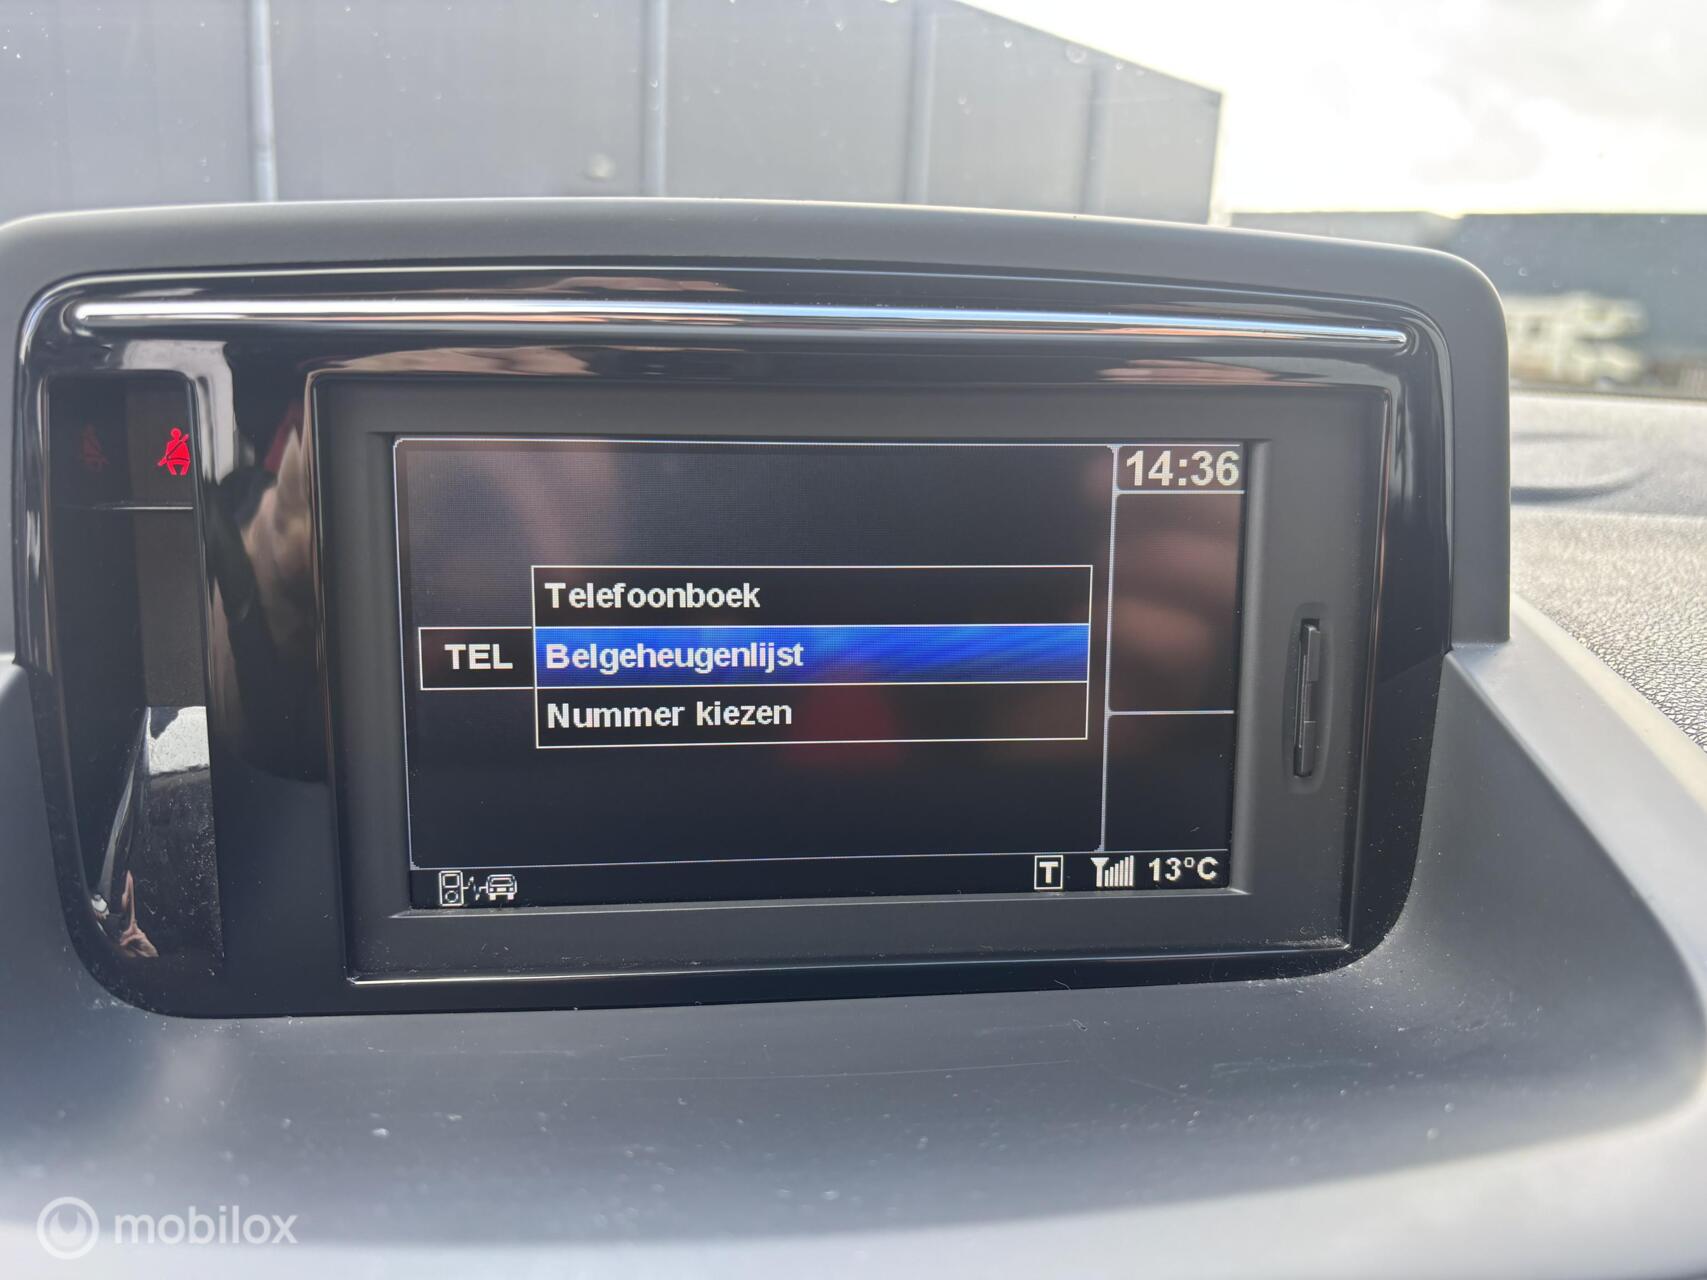 14:36
Telefoonboek
TEL
Belgeheugenlijst
Nummer kiezen
T
13°C
mobilox